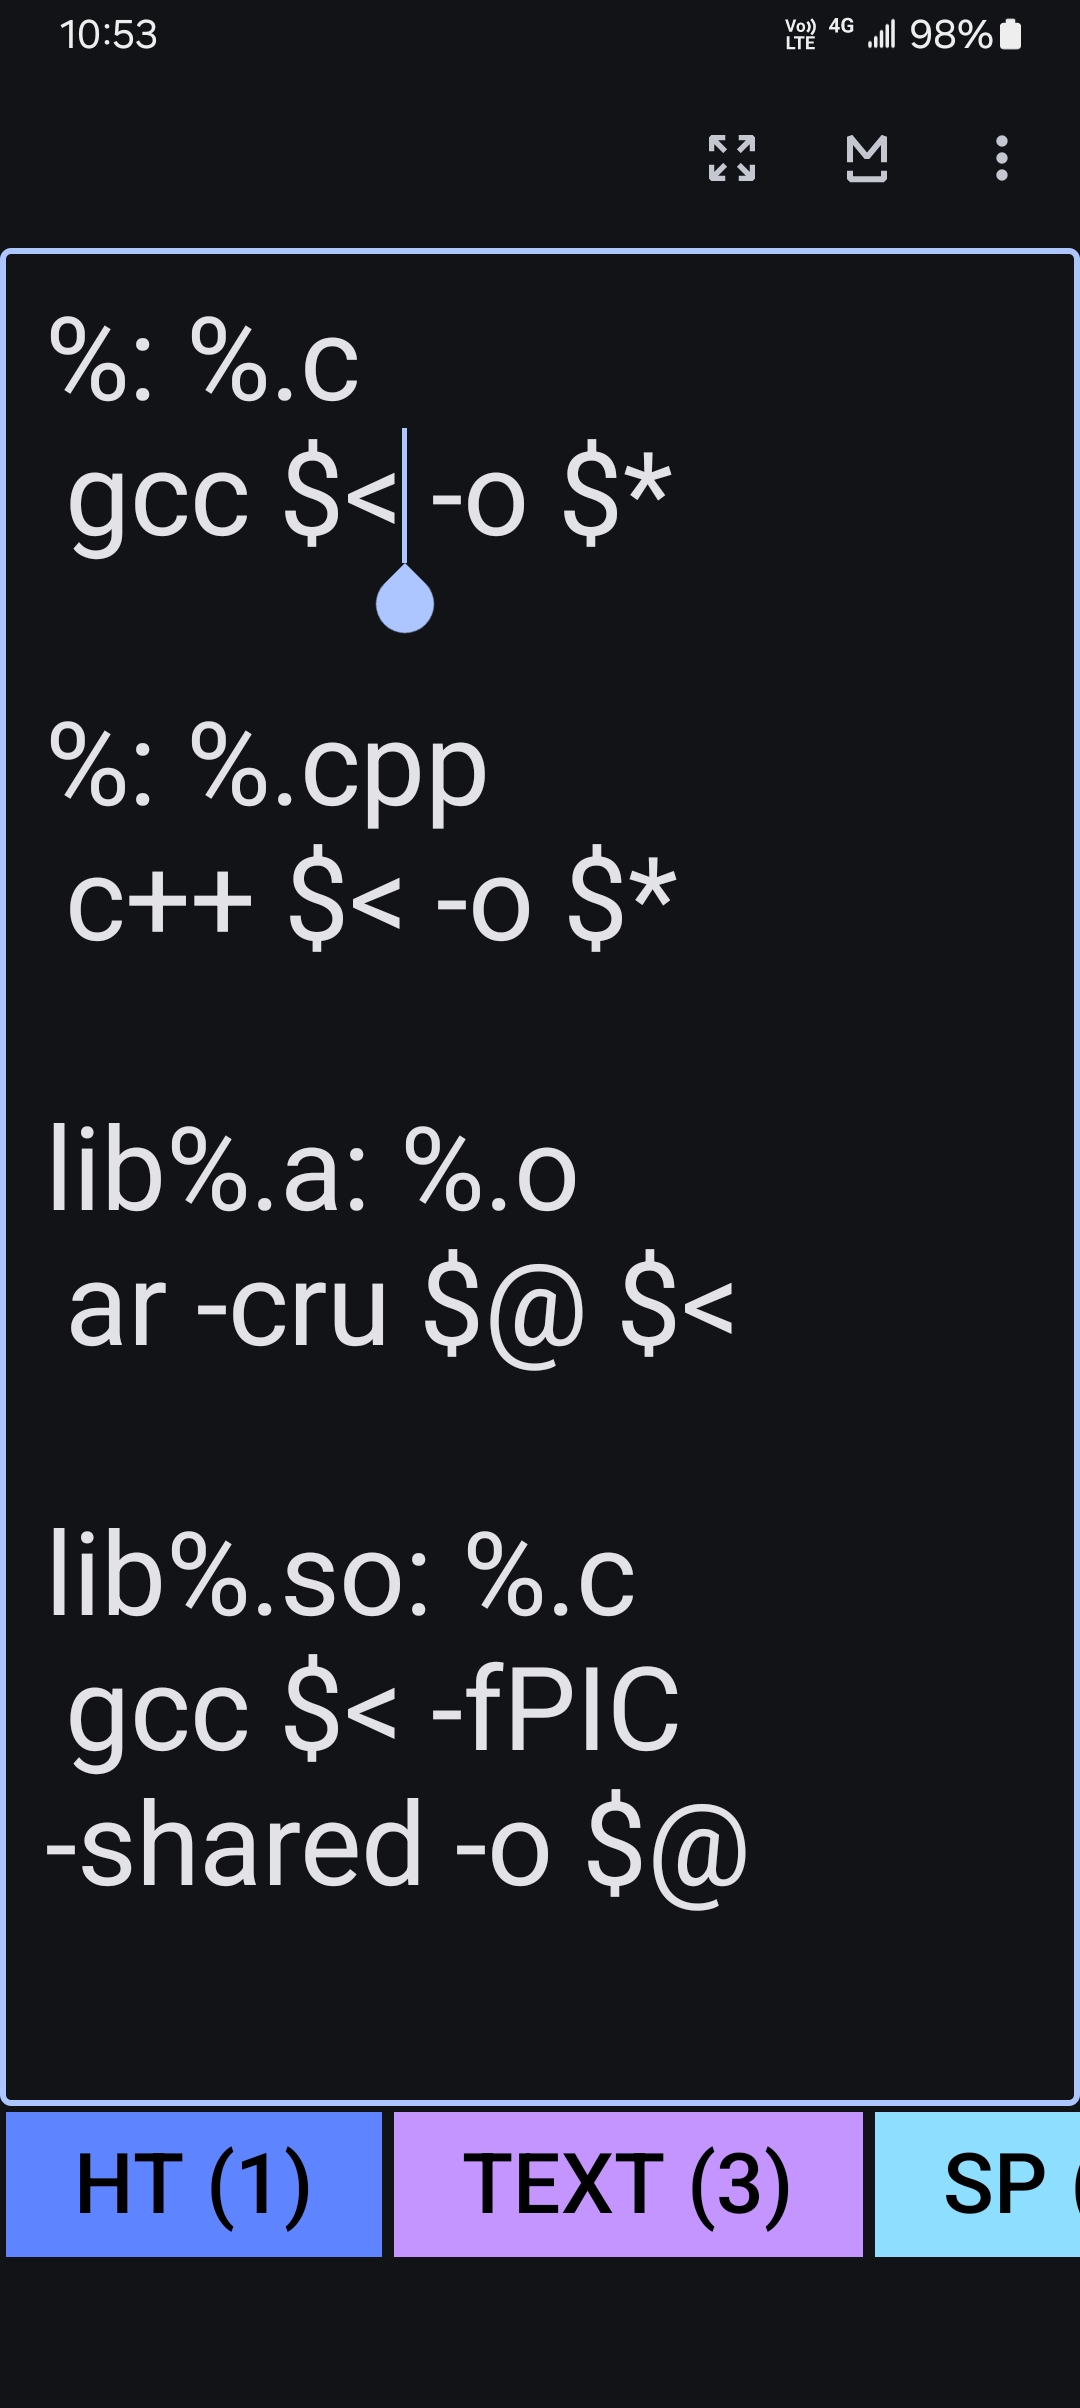 10:53
Vo)) LTE 4G 98%
%: %.c
gcc $< -o $*
%: %.cpp
c++ $< -o $*
lib%.a: %.o
ar -cru $@ $<
lib%.so: %.c
gcc $< -fPIC
-shared -o $@
HT (1) TEXT (3) SP (